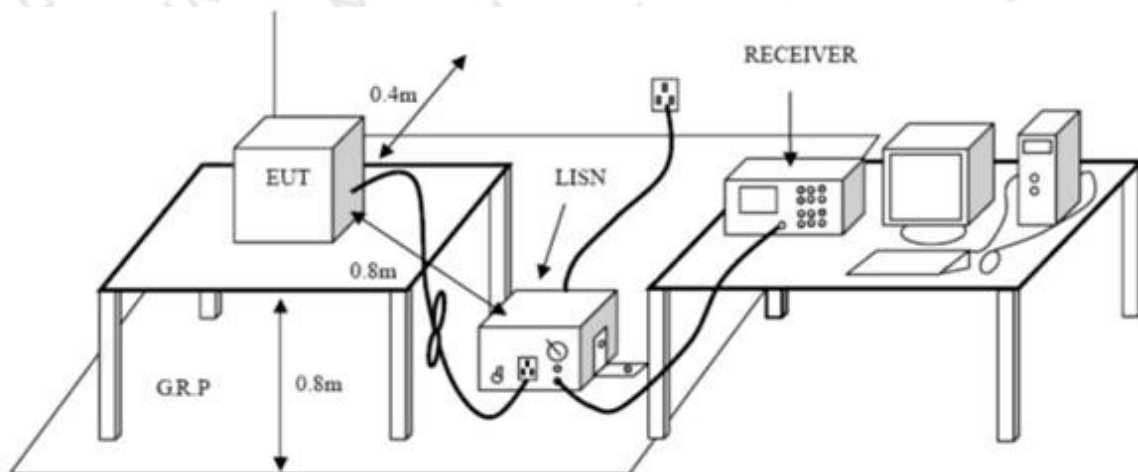 RECEIVER
0.4m
EUT
LISN
0.8m
G.R.P
0.8m